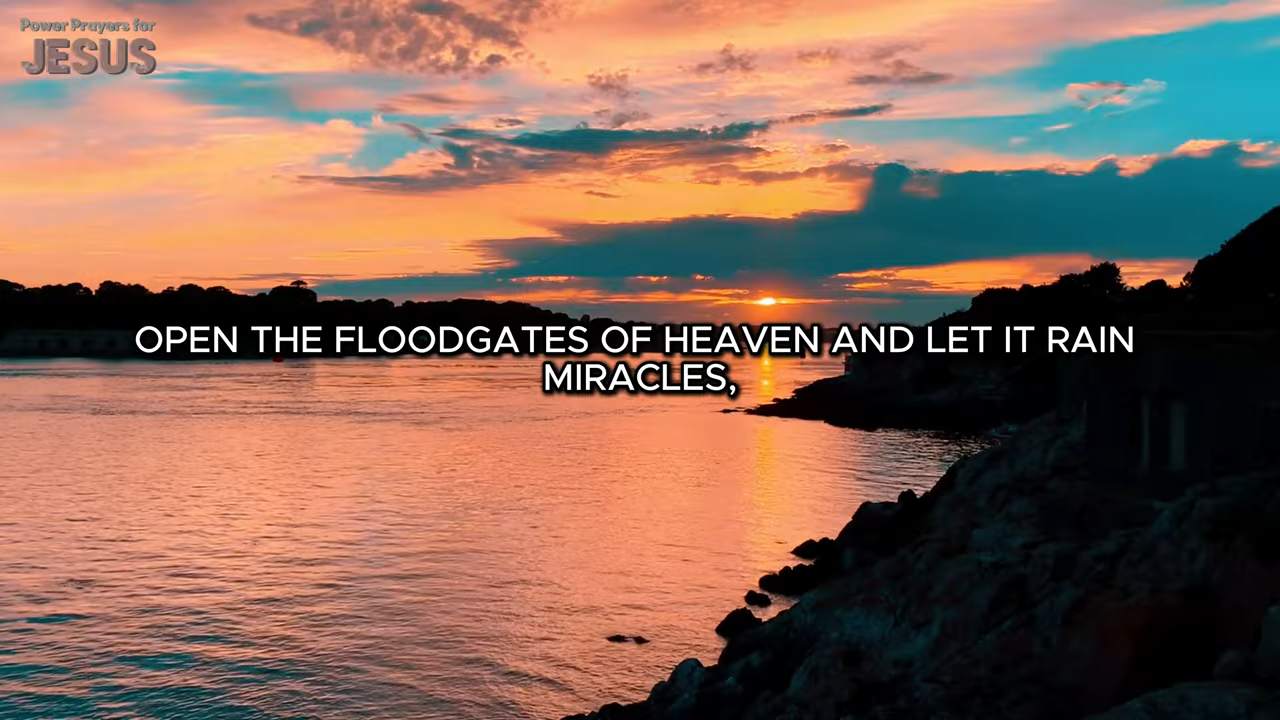 Power Prayers for
JESUS
OPEN THE FLOODGATES OF HEAVEN AND LET IT RAIN
MIRACLES,